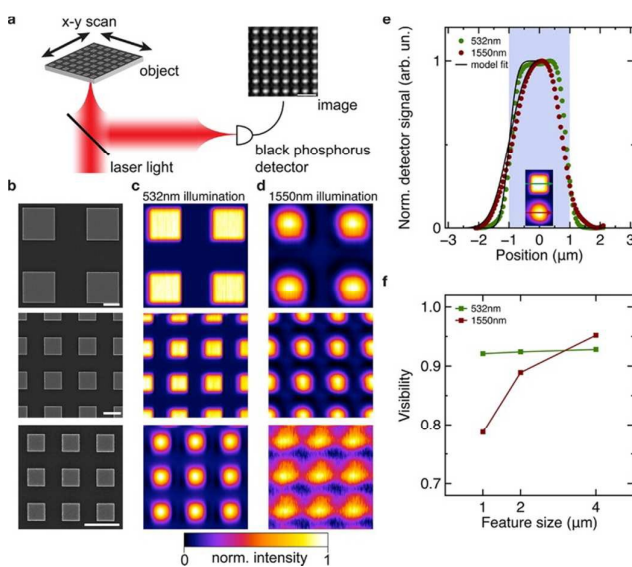 a
x-y scan
object
image
black phosphorus
detector
laser light
b
c
532nm illumination
d
1550nm illumination
0
norm. intensity
1
e
Norm. detector signal (arb. un.)
1
0
532nm
1550nm
model fit
−3 −2 −1 0 1 2 3
Position (μm)
f
Visibility
1.0
0.9
0.8
0.7
532nm
1550nm
1 2 4
Feature size (μm)